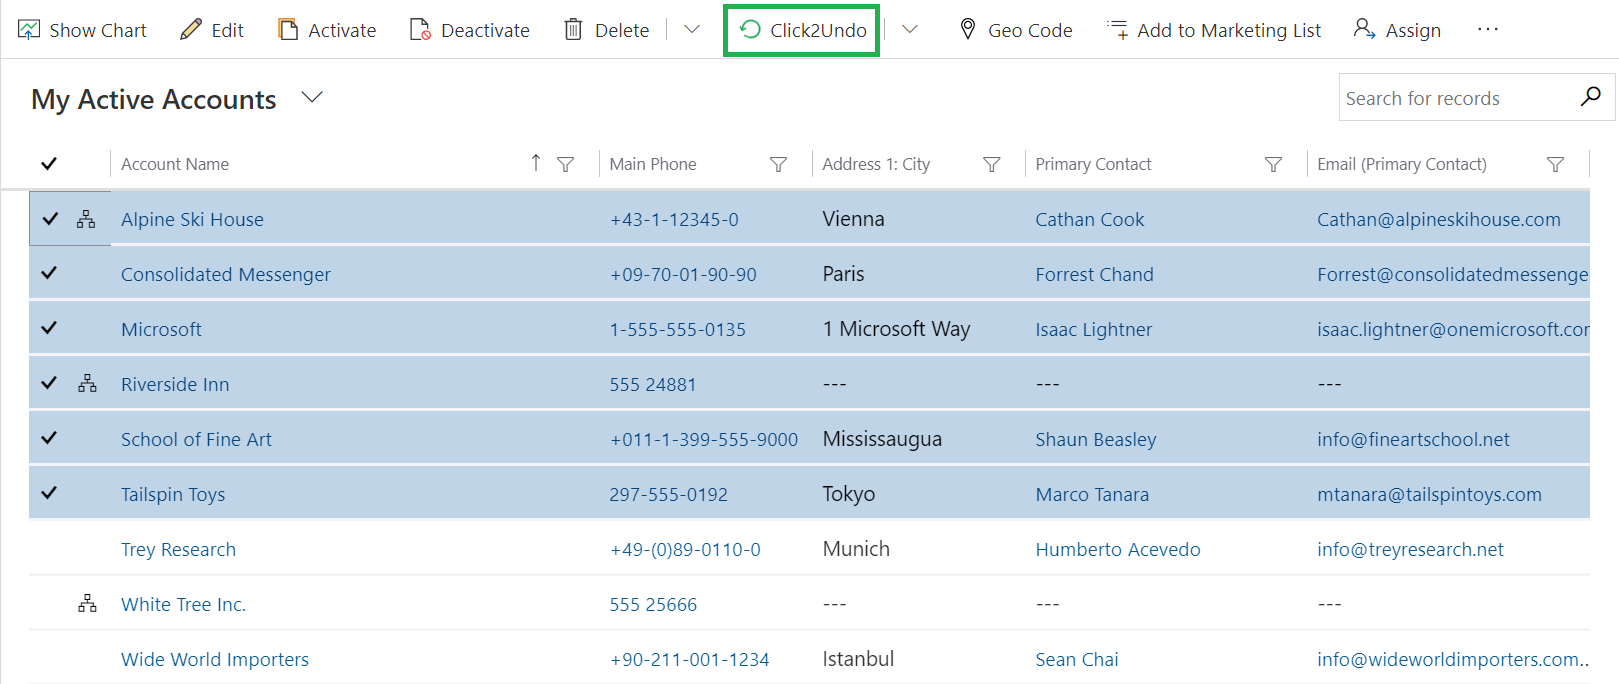 Show Chart Edit Activate Deactivate Delete Click2Undo Geo Code Add to Marketing List Assign ...
My Active Accounts
Search for records
Account Name Main Phone Address 1: City Primary Contact Email (Primary Contact)
Alpine Ski House +43-1-12345-0 Vienna Cathan Cook Cathan@alpineskihouse.com
Consolidated Messenger +09-70-01-90-90 Paris Forrest Chand Forrest@consolidatedmessenge
Microsoft 1-555-555-0135 1 Microsoft Way Isaac Lightner isaac.lightner@onemicrosoft.cor
Riverside Inn 555 24881 --- --- ---
School of Fine Art +011-1-399-555-9000 Mississaugua Shaun Beasley info@fineartschool.net
Tailspin Toys 297-555-0192 Tokyo Marco Tanara mtanara@tailspintoys.com
Trey Research +49-(0)89-0110-0 Munich Humberto Acevedo info@treyresearch.net
White Tree Inc. 555 25666 --- --- ---
Wide World Importers +90-211-001-1234 Istanbul Sean Chai info@wideworldimporters.com..